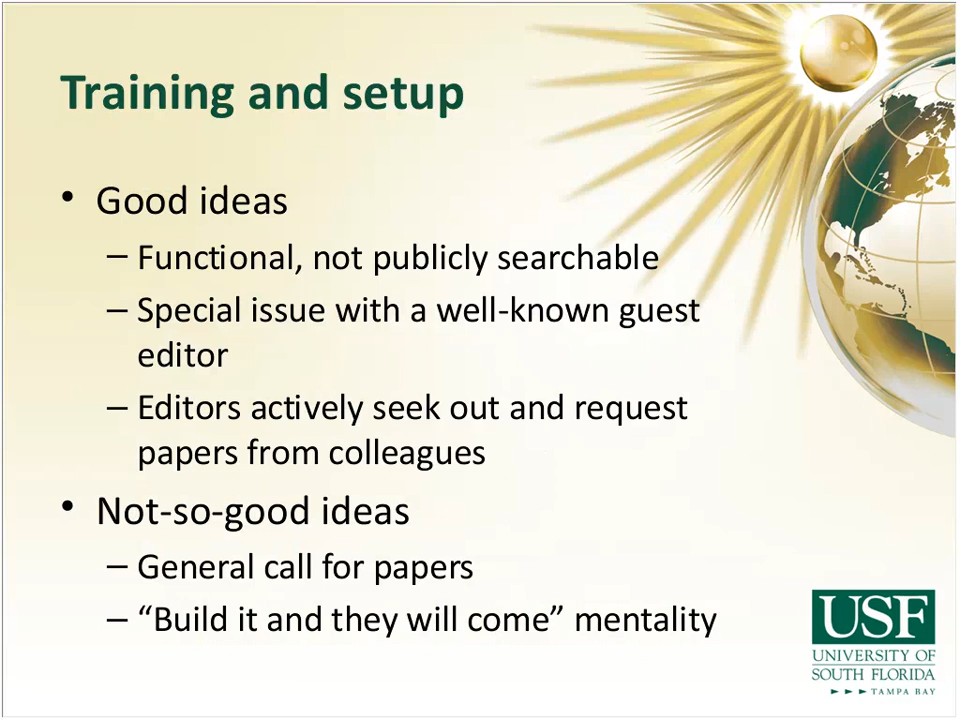 Training and setup
• Good ideas
– Functional, not publicly searchable
– Special issue with a well-known guest
editor
– Editors actively seek out and request
papers from colleagues
• Not-so-good ideas
– General call for papers
– “Build it and they will come” mentality
USF
UNIVERSITY OF
SOUTH FLORIDA
TAMPA BAY